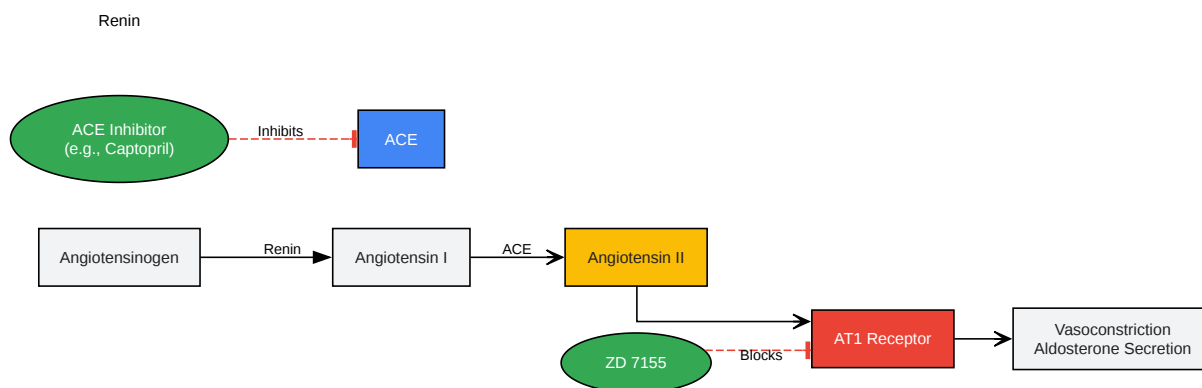 Renin
ACE Inhibitor
(e.g., Captopril)
Inhibits
ACE
Angiotensinogen
Renin
Angiotensin I
ACE
Angiotensin II
AT1 Receptor
Vasoconstriction
Aldosterone Secretion
ZD 7155
Blocks